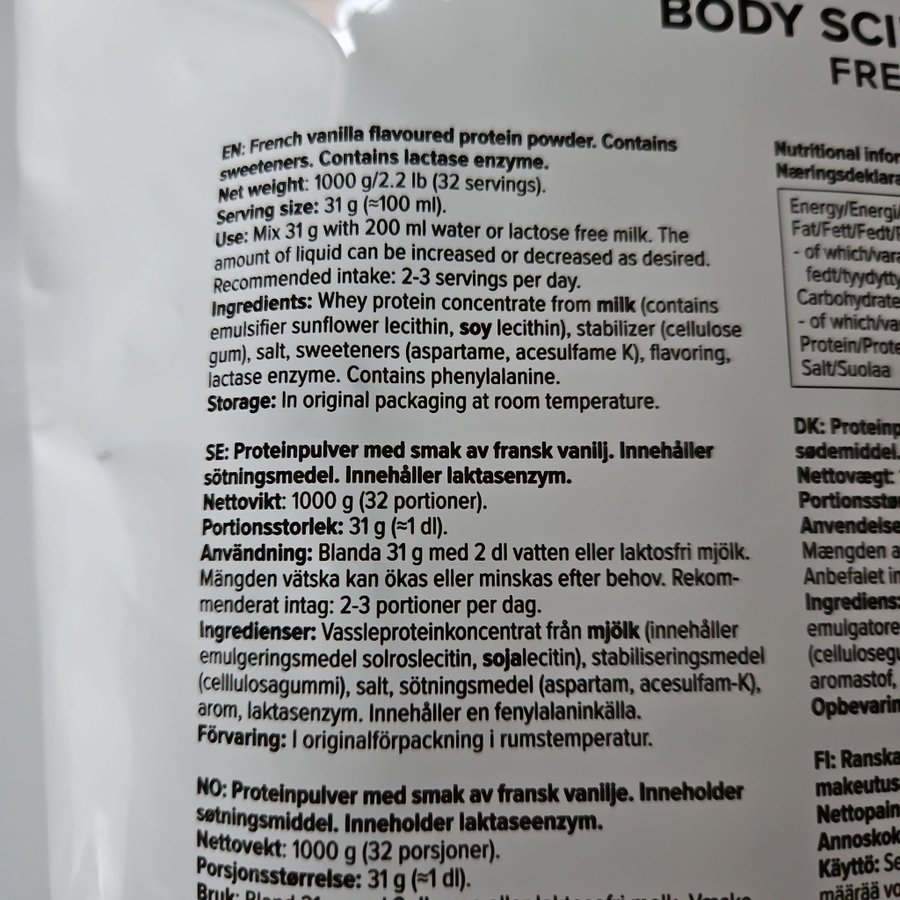 BODY SCI
FRE
EN: French vanilla flavoured protein powder. Contains
sweeteners. Contains lactase enzyme.
Net weight: 1000 g/2.2 lb (32 servings).
Serving size: 31 g (≈100 ml).
Use: Mix 31 g with 200 ml water or lactose free milk. The
amount of liquid can be increased or decreased as desired.
Recommended intake: 2-3 servings per day.
Ingredients: Whey protein concentrate from milk (contains
emulsifier sunflower lecithin, soy lecithin), stabilizer (cellulose
gum), salt, sweeteners (aspartame, acesulfame K), flavoring,
lactase enzyme. Contains phenylalanine.
Storage: In original packaging at room temperature.
SE: Proteinpulver med smak av fransk vanilj. Innehåller
sötningsmedel. Innehåller laktasenzym.
Nettovikt: 1000 g (32 portioner).
Portionsstorlek: 31 g (≈1 dl).
Användning: Blanda 31 g med 2 dl vatten eller laktosfri mjölk.
Mängden vätska kan ökas eller minskas efter behov. Rekom-
menderat intag: 2-3 portioner per dag.
Ingredienser: Vassleproteinkoncentrat från mjölk (innehåller
emulgeringsmedel solroslecitin, sojalecitin), stabiliseringsmedel
(celllulosagummi), salt, sötningsmedel (aspartam, acesulfam-K),
arom, laktasenzym. Innehåller en fenylalaninkälla.
Förvaring: I originalförpackning i rumstemperatur.
NO: Proteinpulver med smak av fransk vanilje. Inneholder
søtningsmiddel. Inneholder laktaseenzym.
Nettovekt: 1000 g (32 porsjoner).
Porsjonsstørrelse: 31 g (≈1 dl).
Bruk:
Nutritional infor
Næringsdeklara
Energy/Energi/
Fat/Fett/Fedt/
- of which/vara
fedt/tyydytty
Carbohydrate
- of which/va
Protein/Prote
Salt/Suolaa
DK: Proteinp
sødemiddel.
Nettovægt:
Portionsstø
Anvendelse
Mængden a
Anbefalet in
Ingrediens
emulgatore
(cellulosegu
aromastof,
Opbevarin
FI: Ranska
makeutus
Nettopain
Annoskok
Käyttö: Se
määrää vo